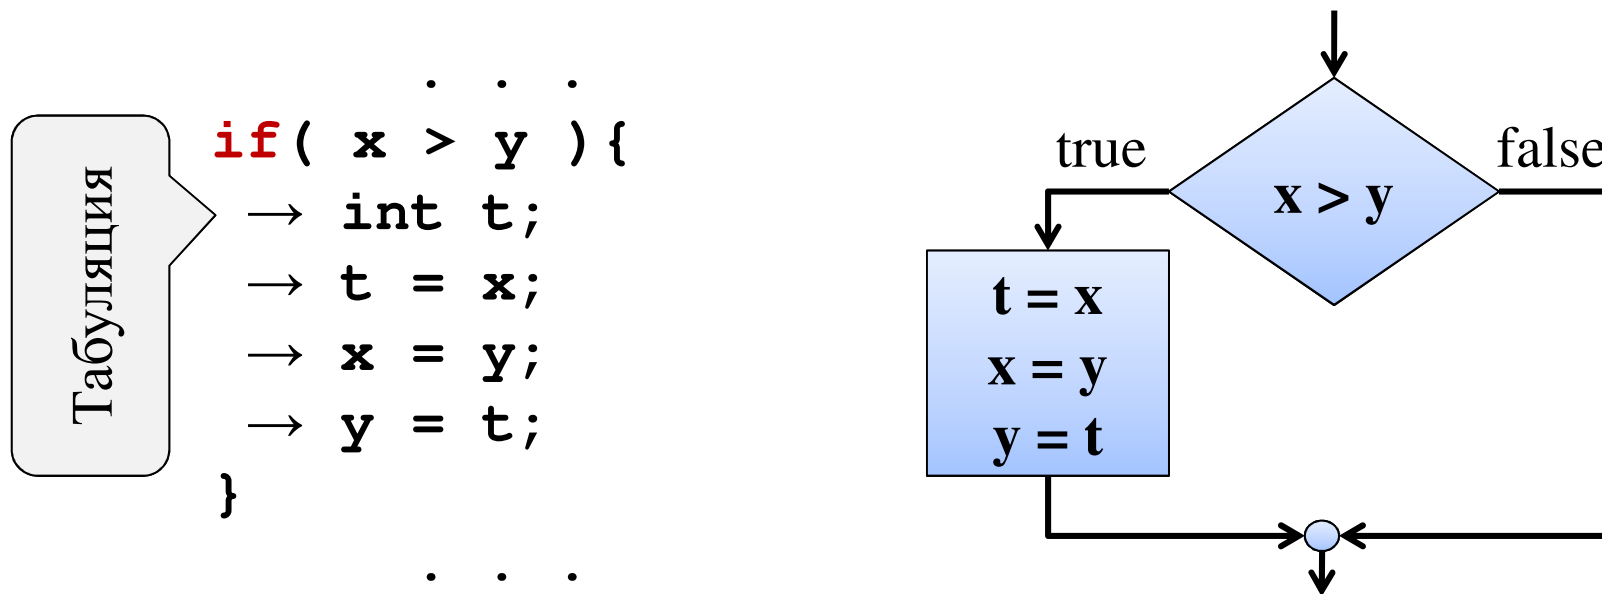 . . .
if( x > y ){
→ int t;
→ t = x;
→ x = y;
→ y = t;
}
. . .
Табуляция
true
false
x > y
t = x
x = y
y = t